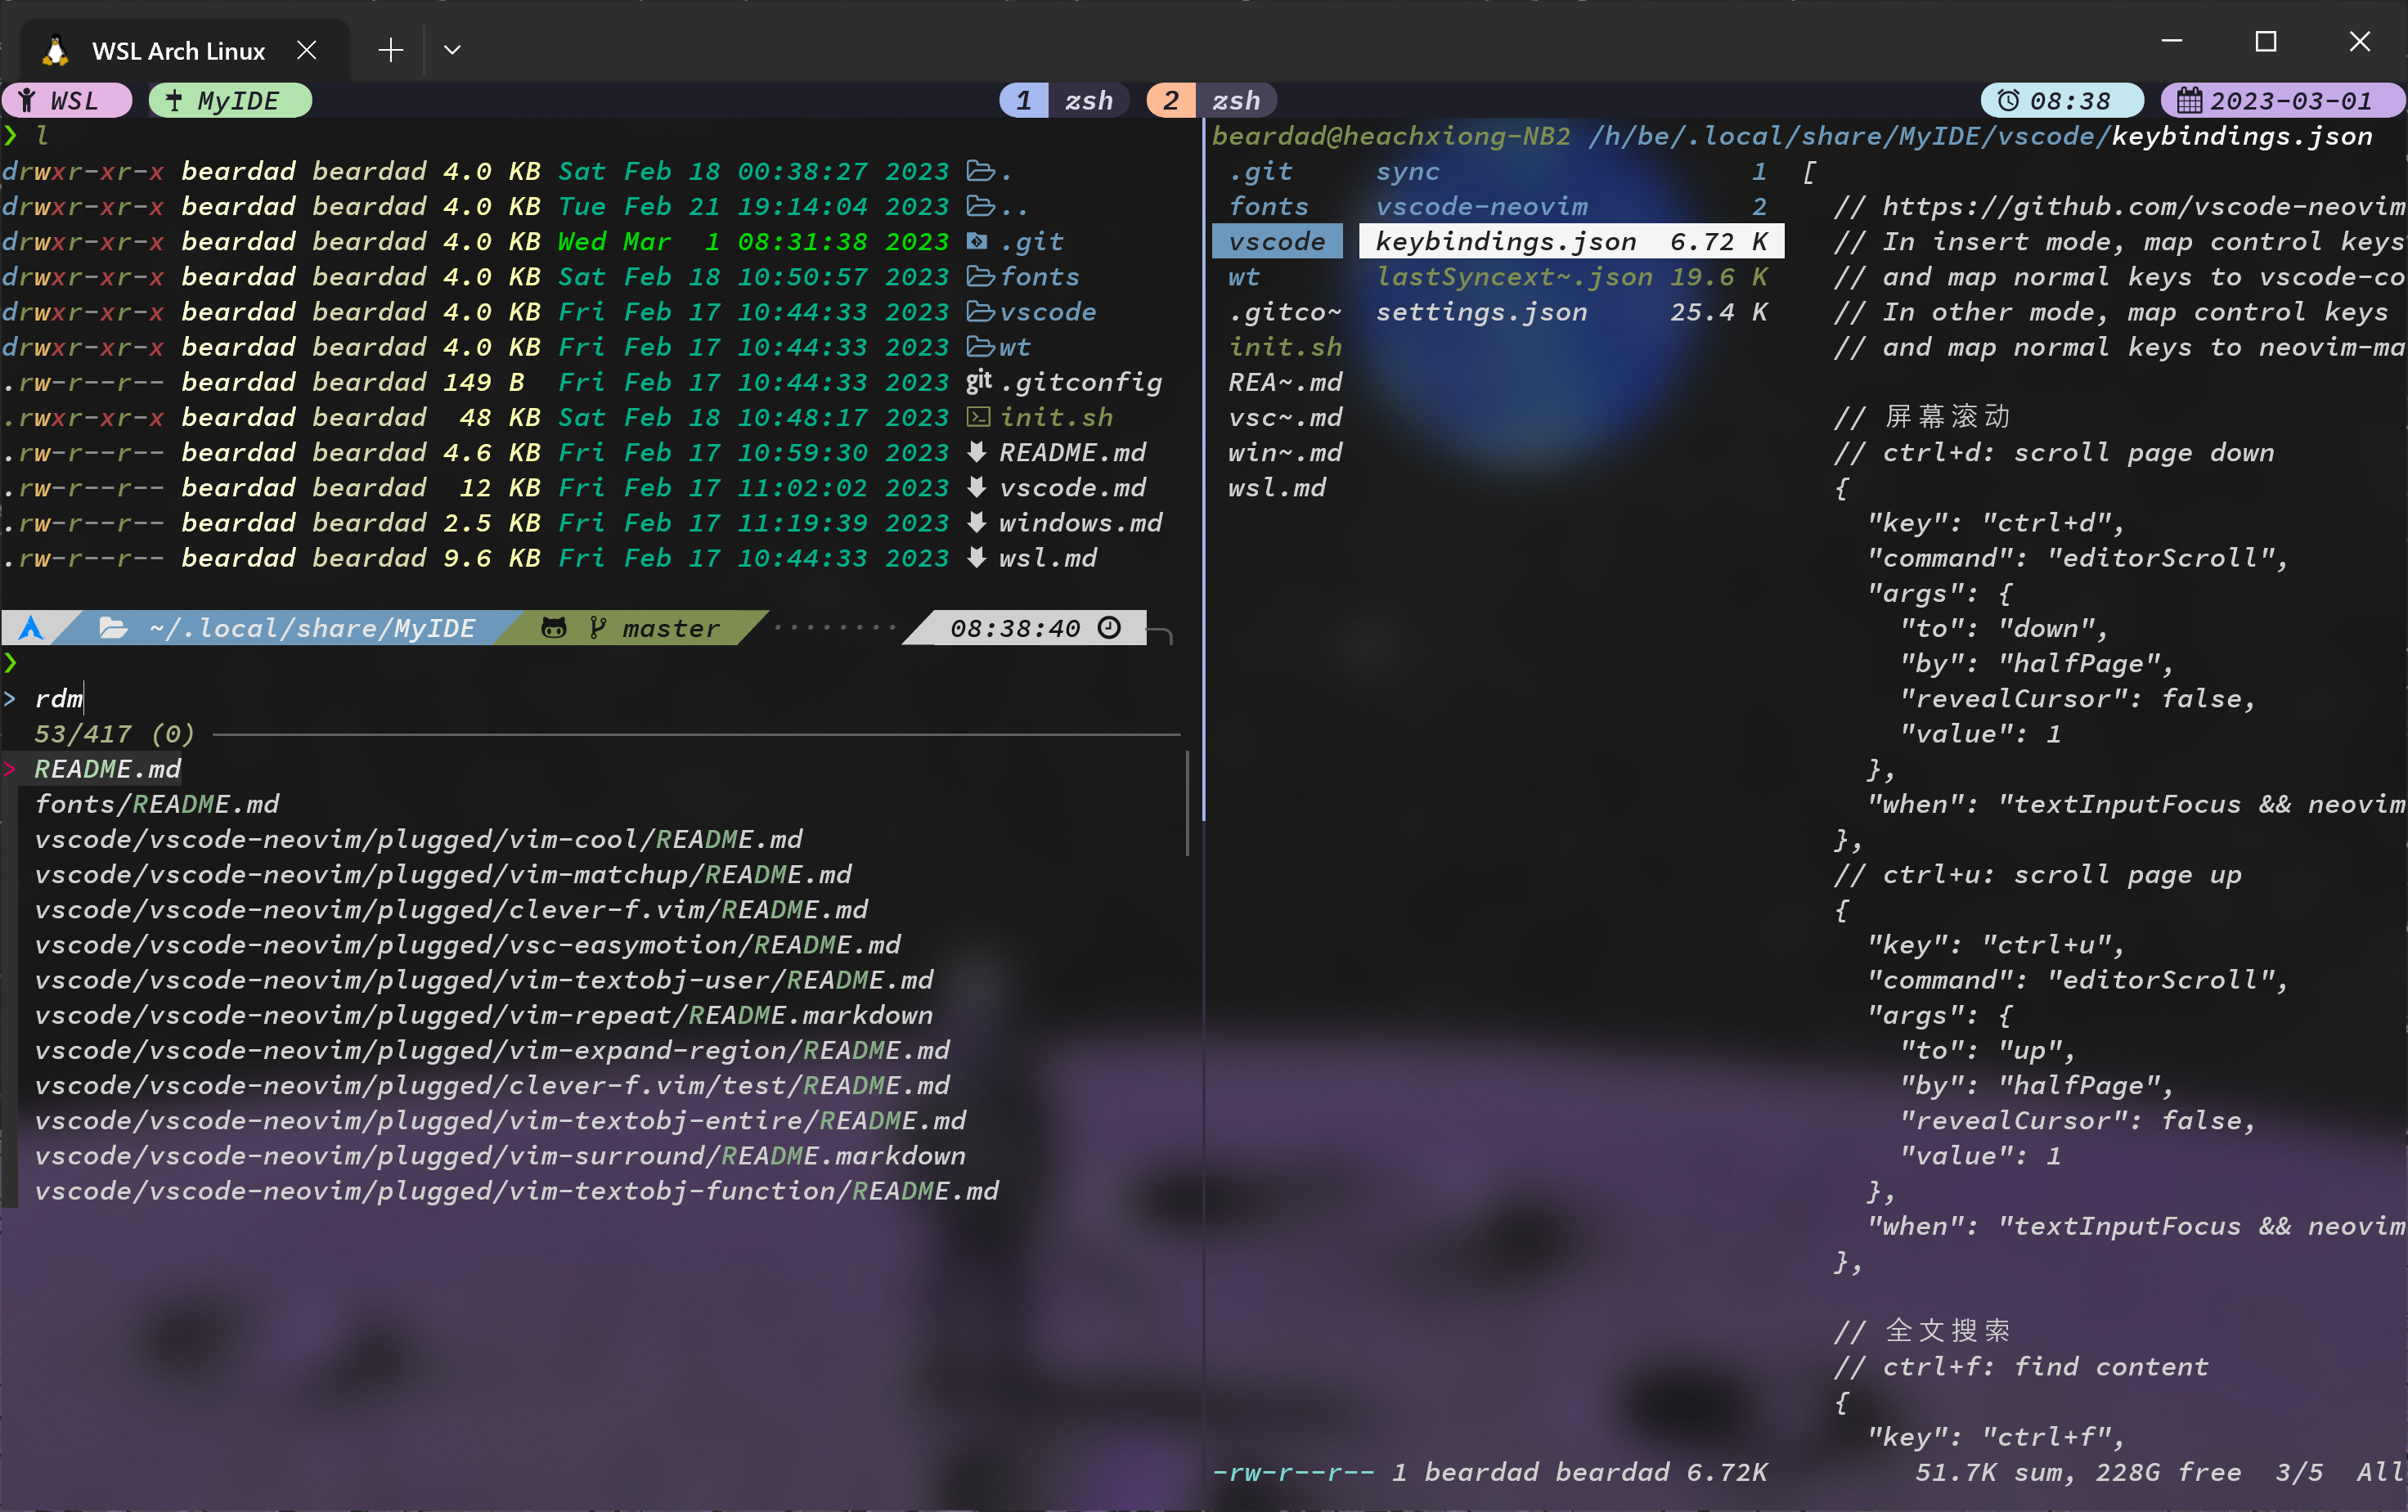 WSL Arch Linux
WSL MyIDE 1 zsh 2 zsh 08:38 2023-03-01
❯ l
drwxr-xr-x beardad beardad 4.0 KB Sat Feb 18 00:38:27 2023 .
drwxr-xr-x beardad beardad 4.0 KB Tue Feb 21 19:14:04 2023 ..
drwxr-xr-x beardad beardad 4.0 KB Wed Mar 1 08:31:38 2023 .git
drwxr-xr-x beardad beardad 4.0 KB Sat Feb 18 10:50:57 2023 fonts
drwxr-xr-x beardad beardad 4.0 KB Fri Feb 17 10:44:33 2023 vscode
drwxr-xr-x beardad beardad 4.0 KB Fri Feb 17 10:44:33 2023 wt
.rw-r--r-- beardad beardad 149 B Fri Feb 17 10:44:33 2023 git .gitconfig
.rwxr-xr-x beardad beardad 48 KB Sat Feb 18 10:48:17 2023 init.sh
.rw-r--r-- beardad beardad 4.6 KB Fri Feb 17 10:59:30 2023 README.md
.rw-r--r-- beardad beardad 12 KB Fri Feb 17 11:02:02 2023 vscode.md
.rw-r--r-- beardad beardad 2.5 KB Fri Feb 17 11:19:39 2023 windows.md
.rw-r--r-- beardad beardad 9.6 KB Fri Feb 17 10:44:33 2023 wsl.md
~/.local/share/MyIDE master ········ 08:38:40
❯
> rdm
53/417 (0)
> README.md
fonts/README.md
vscode/vscode-neovim/plugged/vim-cool/README.md
vscode/vscode-neovim/plugged/vim-matchup/README.md
vscode/vscode-neovim/plugged/clever-f.vim/README.md
vscode/vscode-neovim/plugged/vsc-easymotion/README.md
vscode/vscode-neovim/plugged/vim-textobj-user/README.md
vscode/vscode-neovim/plugged/vim-repeat/README.markdown
vscode/vscode-neovim/plugged/vim-expand-region/README.md
vscode/vscode-neovim/plugged/clever-f.vim/test/README.md
vscode/vscode-neovim/plugged/vim-textobj-entire/README.md
vscode/vscode-neovim/plugged/vim-surround/README.markdown
vscode/vscode-neovim/plugged/vim-textobj-function/README.md
beardad@heachxiong-NB2 /h/be/.local/share/MyIDE/vscode/keybindings.json
.git
fonts
vscode
wt
.gitco~
init.sh
REA~.md
vsc~.md
win~.md
wsl.md
sync 1
vscode-neovim 2
keybindings.json 6.72 K
lastSyncext~.json 19.6 K
settings.json 25.4 K
[
// https://github.com/vscode-neovim
// In insert mode, map control keys
// and map normal keys to vscode-co
// In other mode, map control keys
// and map normal keys to neovim-ma
// 屏幕滚动
// ctrl+d: scroll page down
{
"key": "ctrl+d",
"command": "editorScroll",
"args": {
"to": "down",
"by": "halfPage",
"revealCursor": false,
"value": 1
},
"when": "textInputFocus && neovim
},
// ctrl+u: scroll page up
{
"key": "ctrl+u",
"command": "editorScroll",
"args": {
"to": "up",
"by": "halfPage",
"revealCursor": false,
"value": 1
},
"when": "textInputFocus && neovim
},
// 全文搜索
// ctrl+f: find content
{
"key": "ctrl+f",
-rw-r--r-- 1 beardad beardad 6.72K 51.7K sum, 228G free 3/5 All